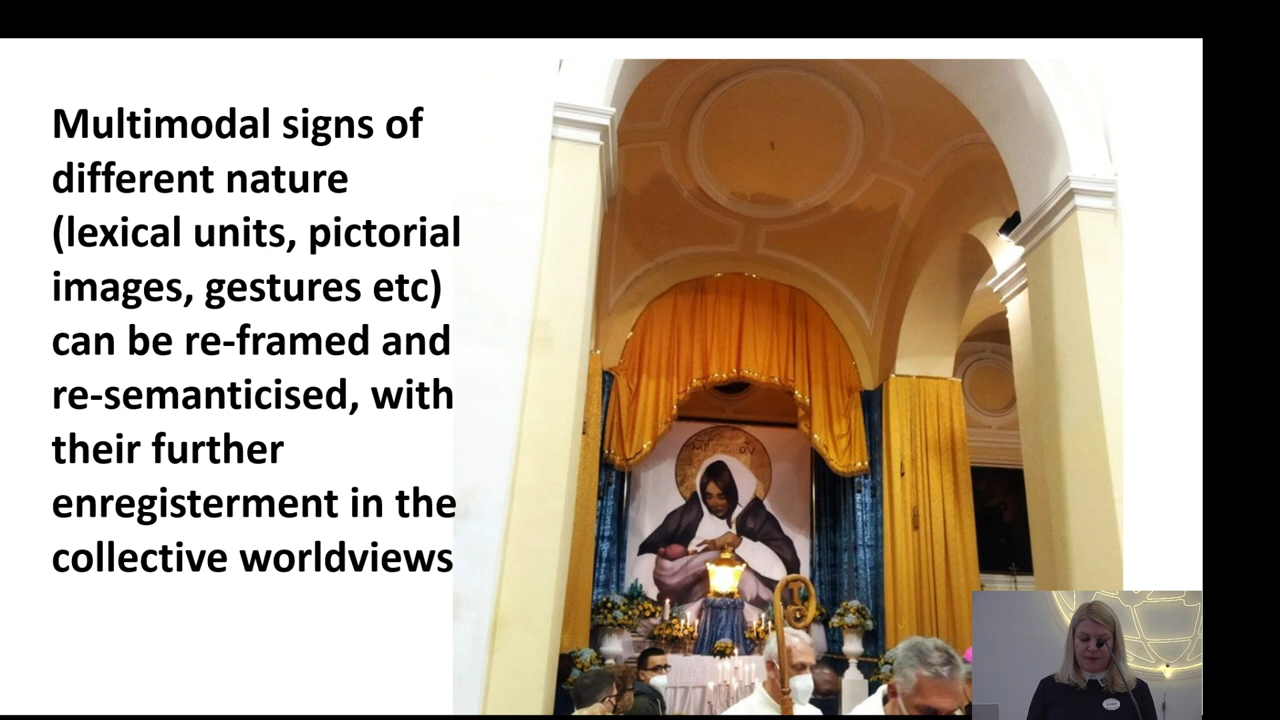 Multimodal signs of
different nature
(lexical units, pictorial
images, gestures etc)
can be re-framed and
re-semanticised, with
their further
enregisterment in the
collective worldviews